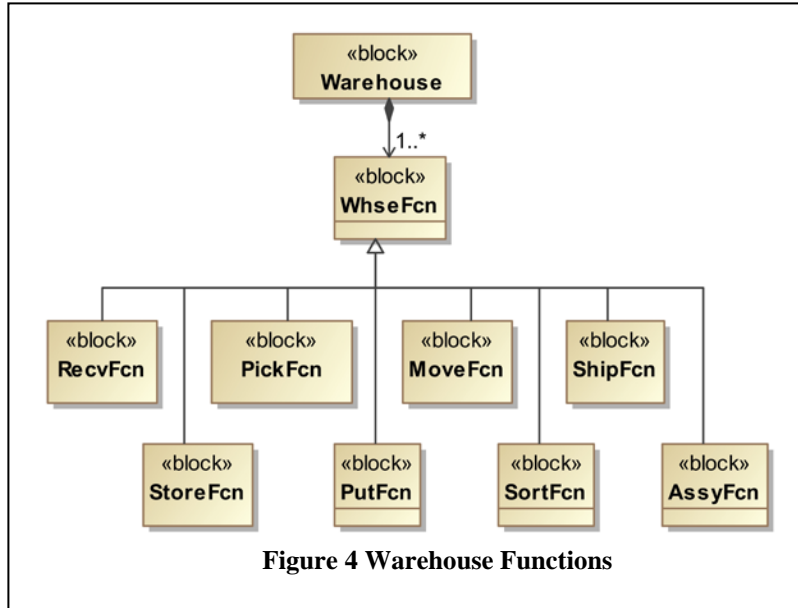 «block»
Warehouse
1..*
«block»
WhseFcn
«block»
RecvFcn
«block»
PickFcn
«block»
MoveFcn
«block»
ShipFcn
«block»
StoreFcn
«block»
PutFcn
«block»
SortFcn
«block»
AssyFcn
Figure 4 Warehouse Functions